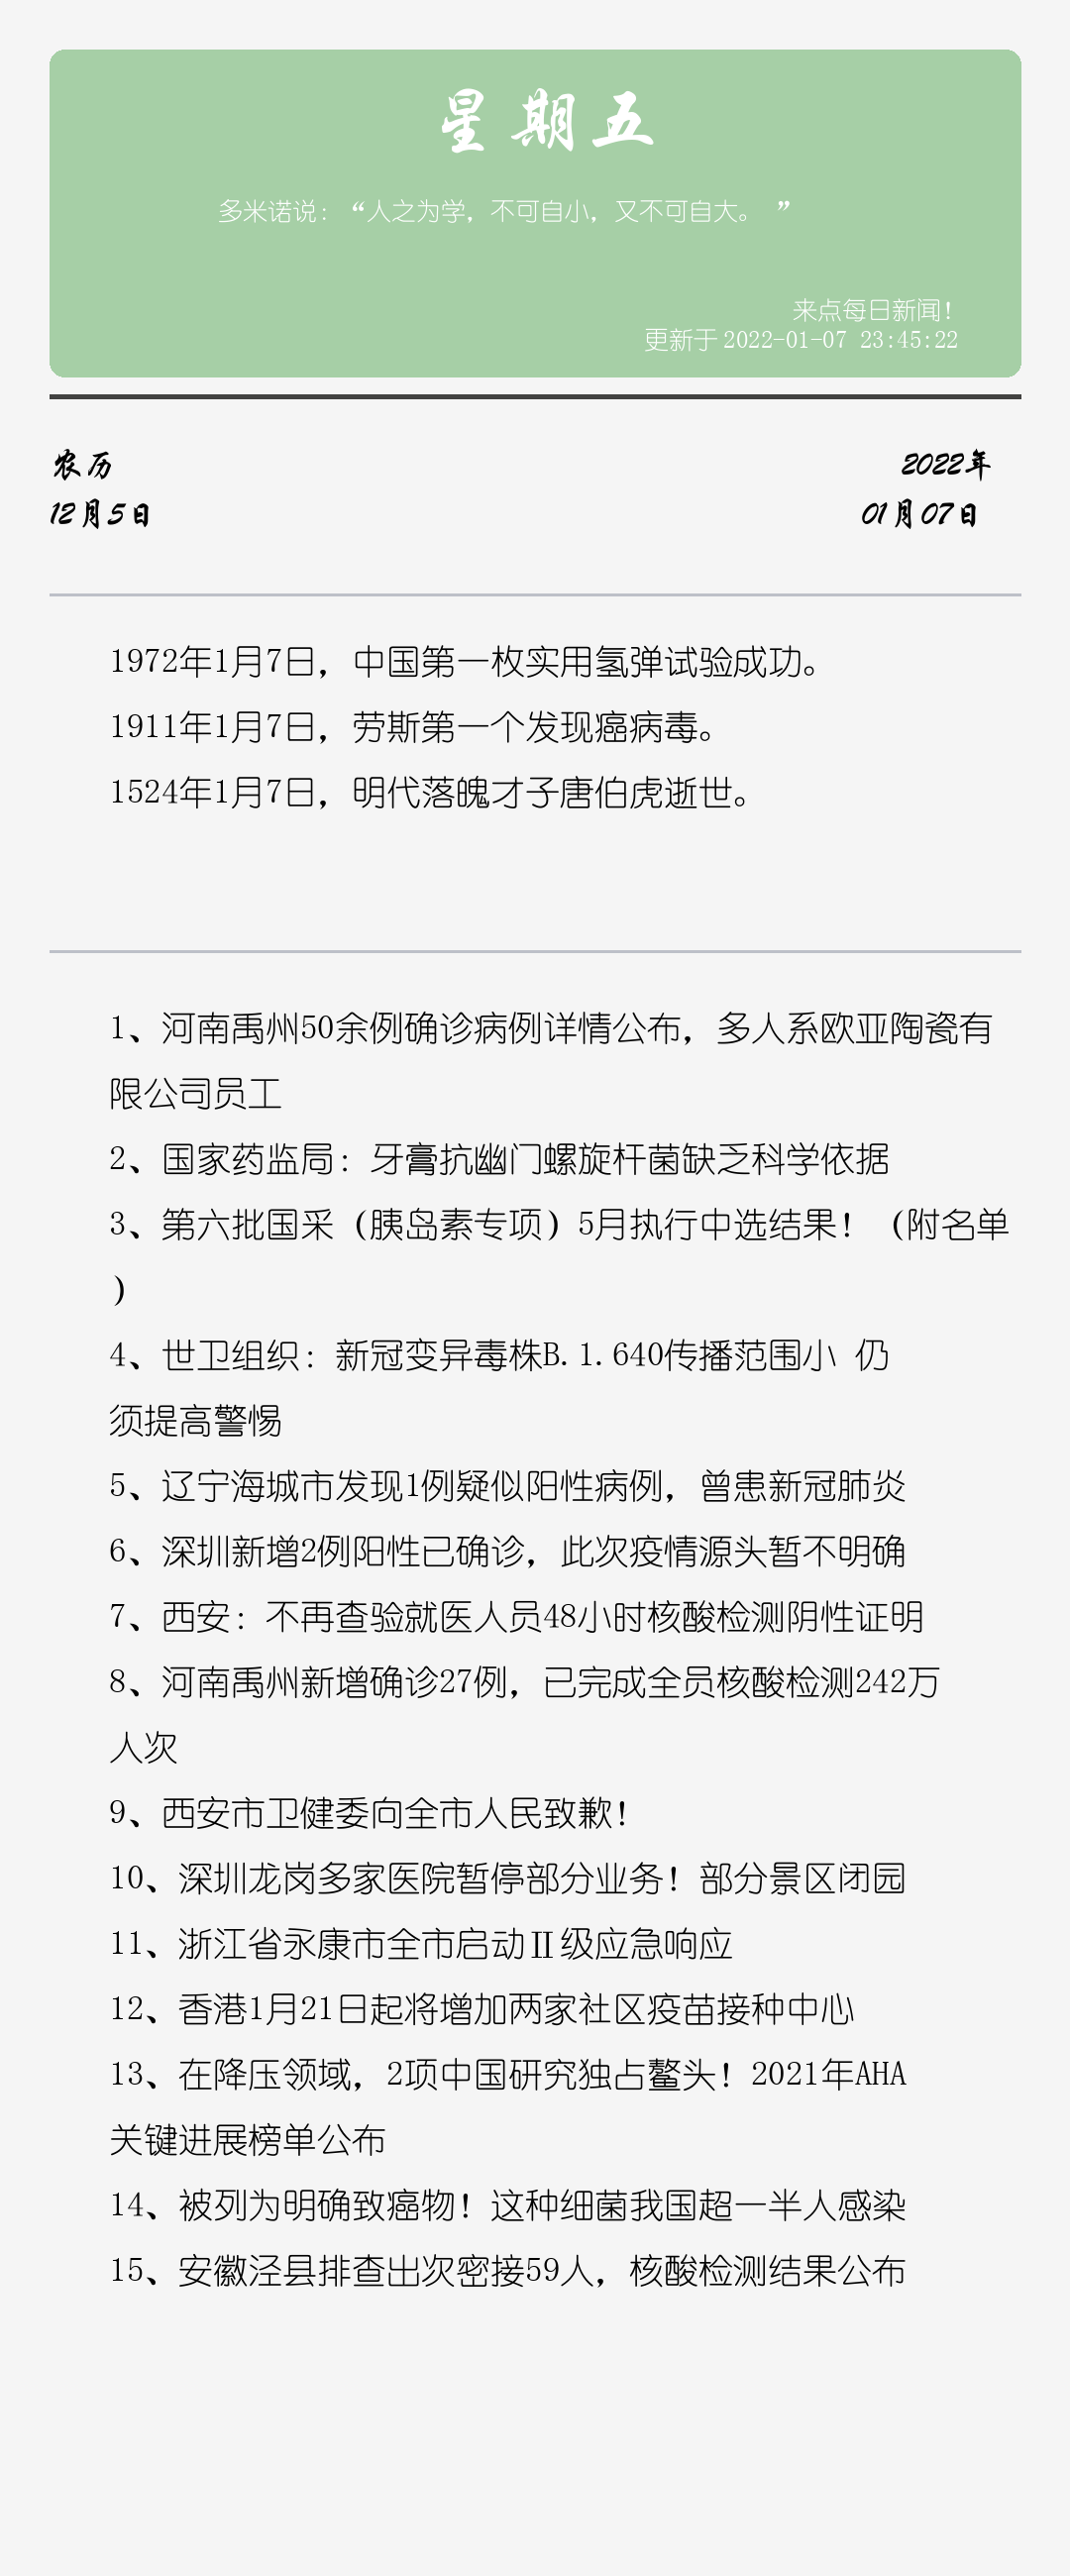 星期五
多米诺说：“人之为学，不可自小，又不可自大。 ”
来点每日新闻！
更新于 2022-01-07 23:45:22
农历
2022年
12月5日
01月07日
1972年1月7日，中国第一枚实用氢弹试验成功。
1911年1月7日，劳斯第一个发现癌病毒。
1524年1月7日，明代落魄才子唐伯虎逝世。
1、河南禹州50余例确诊病例详情公布，多人系欧亚陶瓷有
限公司员工
2、国家药监局：牙膏抗幽门螺旋杆菌缺乏科学依据
3、第六批国采（胰岛素专项）5月执行中选结果！（附名单
）
4、世卫组织：新冠变异毒株B.1.640传播范围小 仍
须提高警惕
5、辽宁海城市发现1例疑似阳性病例，曾患新冠肺炎
6、深圳新增2例阳性已确诊，此次疫情源头暂不明确
7、西安：不再查验就医人员48小时核酸检测阴性证明
8、河南禹州新增确诊27例，已完成全员核酸检测242万
人次
9、西安市卫健委向全市人民致歉！
10、深圳龙岗多家医院暂停部分业务！部分景区闭园
11、浙江省永康市全市启动Ⅱ级应急响应
12、香港1月21日起将增加两家社区疫苗接种中心
13、在降压领域，2项中国研究独占鳌头！2021年AHA
关键进展榜单公布
14、被列为明确致癌物！这种细菌我国超一半人感染
15、安徽泾县排查出次密接59人，核酸检测结果公布